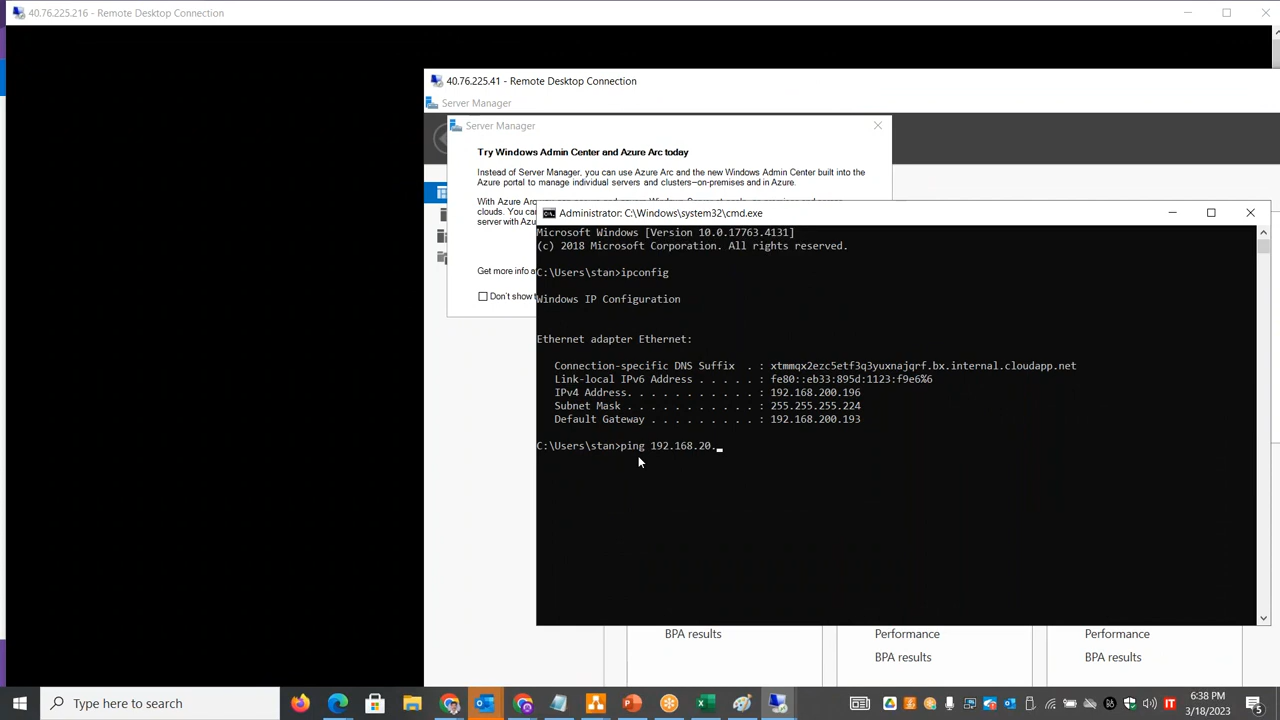 40.76.225.216 - Remote Desktop Connection
40.76.225.41 - Remote Desktop Connection
Server Manager
Server Manager
Try Windows Admin Center and Azure Arc today
Instead of Server Manager, you can use Azure Arc and the new Windows Admin Center built into the
Azure portal to manage individual servers and clusters–on-premises and in Azure.
With Azure Arc
clouds. You can
server with Azu
Get more info a
Don't show t
Administrator: C:\Windows\system32\cmd.exe
Microsoft Windows [Version 10.0.17763.4131]
(c) 2018 Microsoft Corporation. All rights reserved.
C:\Users\stan>ipconfig
Windows IP Configuration
Ethernet adapter Ethernet:
Connection-specific DNS Suffix . : xtmmqx2ezc5etf3q3yuxnajqrf.bx.internal.cloudapp.net
Link-local IPv6 Address . . . . . : fe80::eb33:895d:1123:f9e6%6
IPv4 Address. . . . . . . . . . . : 192.168.200.196
Subnet Mask . . . . . . . . . . . : 255.255.255.224
Default Gateway . . . . . . . . . : 192.168.200.193
C:\Users\stan>ping 192.168.20._
BPA results
Performance
BPA results
Performance
BPA results
Type here to search
IT
6:38 PM
3/18/2023
5